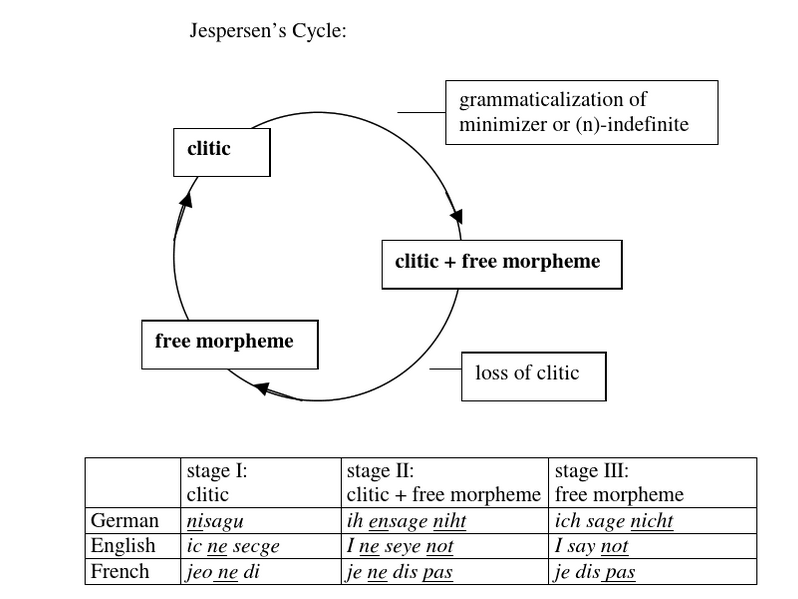 Jespersen's Cycle:
grammaticalization of
minimizer or (n)-indefinite
clitic
clitic + free morpheme
free morpheme
loss of clitic
stage I: stage II: stage III:
clitic clitic + free morpheme free morpheme
German nisagu ih ensage niht ich sage nicht
English ic ne secge I ne seye not I say not
French jeo ne di je ne dis pas je dis pas